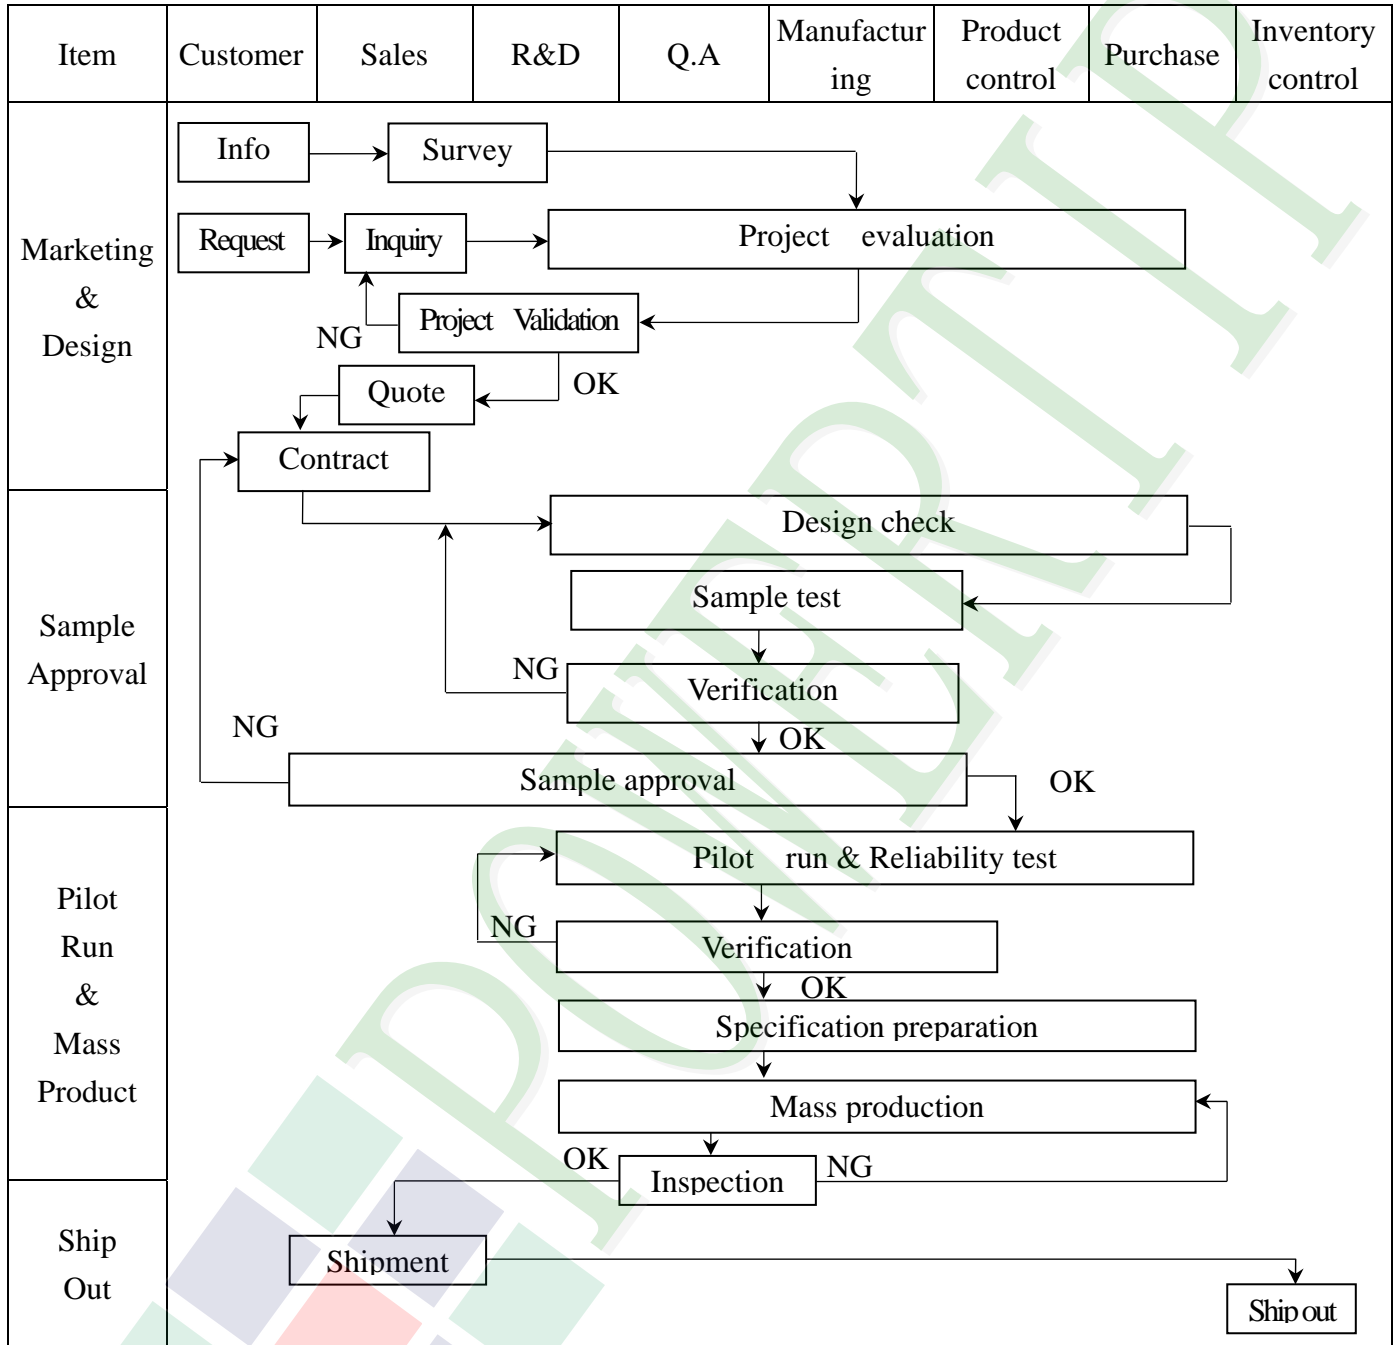 Item Customer Sales R&D Q.A Manufactur
ing Product
control Purchase Inventory
control
Marketing
&
Design
Info Survey
Request Inquiry Project evaluation
NG Project Validation
Quote OK
Contract
Sample
Approval
Design check
Sample test
NG Verification
NG OK
Sample approval OK
Pilot
Run
&
Mass
Product
Pilot run & Reliability test
NG Verification
OK
Specification preparation
Mass production
OK Inspection NG
Ship
Out
Shipment
Ship out
POWERTIP